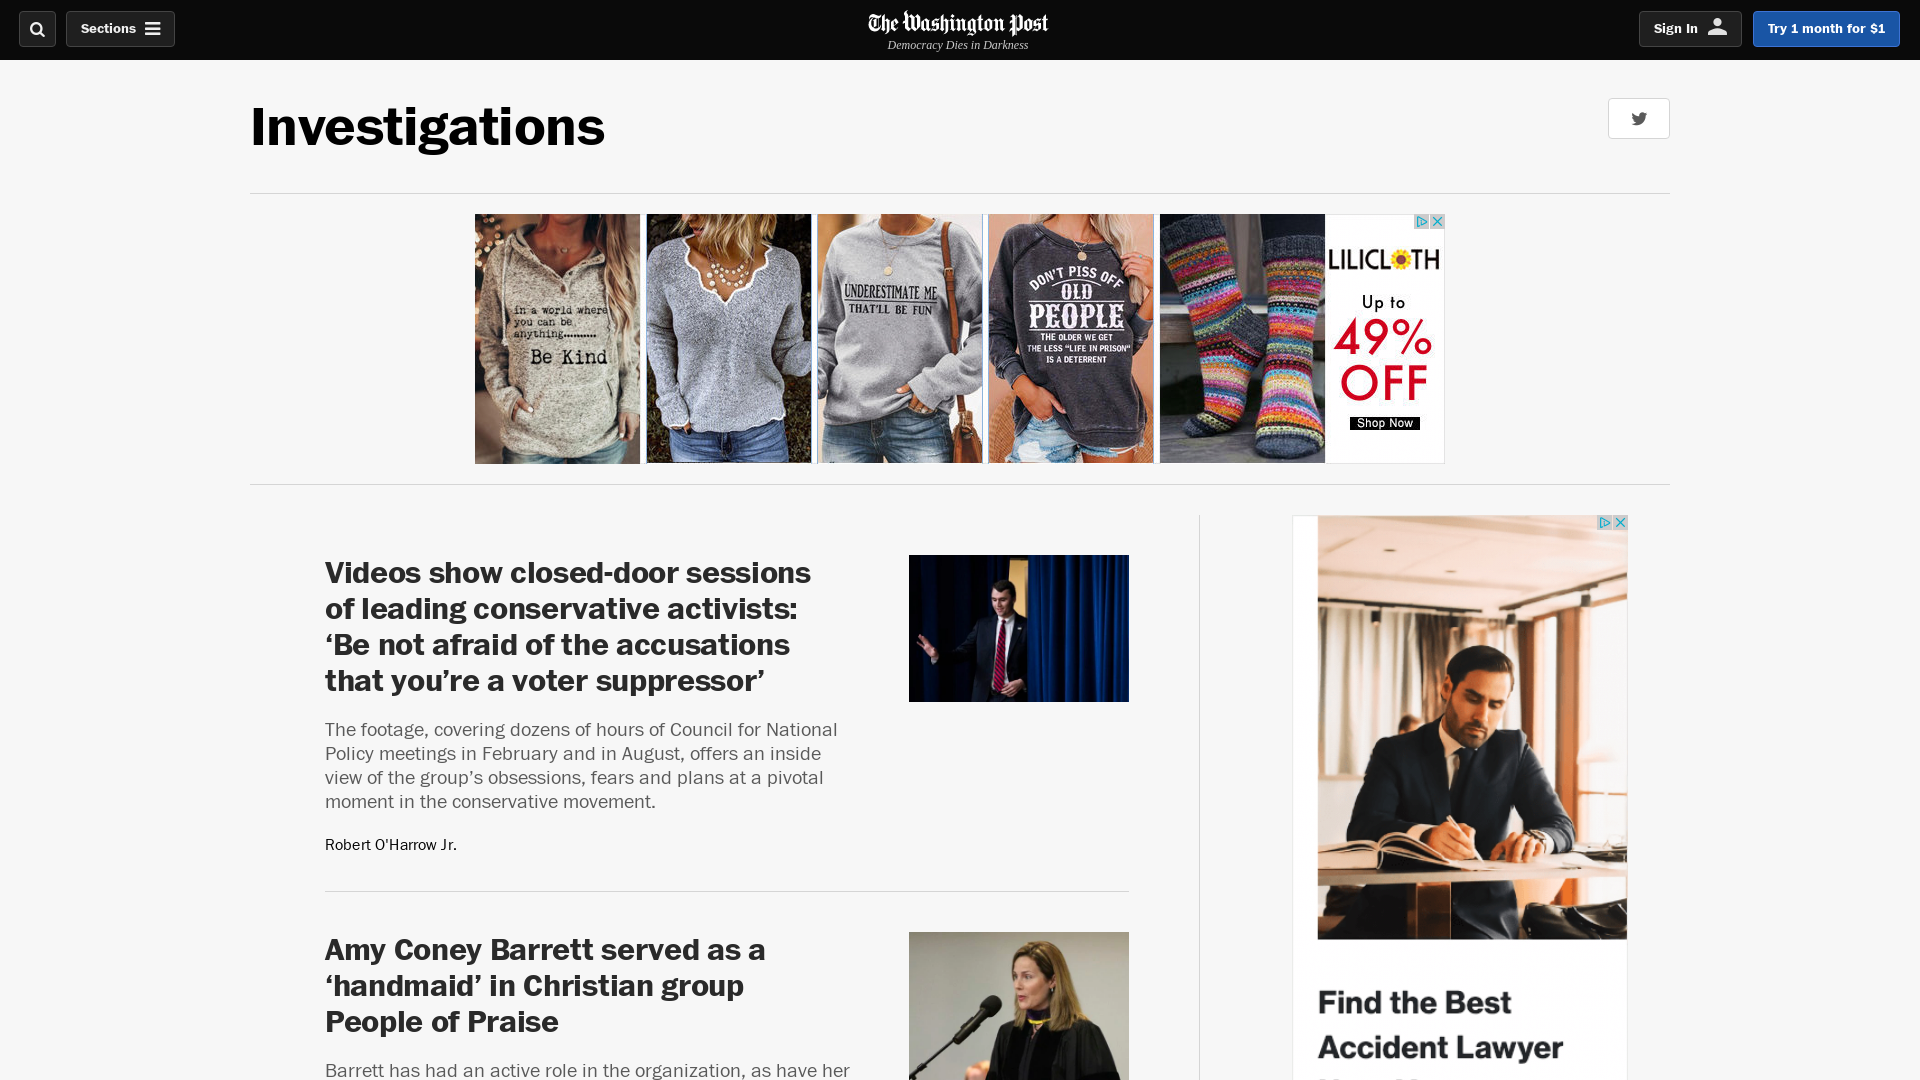 Sections
The Washington Post
Democracy Dies in Darkness
Sign In
Try 1 month for $1
Investigations
in a world where
you can be
anything..........
Be Kind
UNDERESTIMATE ME
THAT'LL BE FUN
DON'T PISS OFF
OLD
PEOPLE
THE OLDER WE GET
THE LESS "LIFE IN PRISON"
IS A DETERRENT
LILICLOTH
Up to
49%
OFF
Shop Now
Videos show closed-door sessions
of leading conservative activists:
‘Be not afraid of the accusations
that you’re a voter suppressor’
The footage, covering dozens of hours of Council for National
Policy meetings in February and in August, offers an inside
view of the group’s obsessions, fears and plans at a pivotal
moment in the conservative movement.
Robert O'Harrow Jr.
Amy Coney Barrett served as a
‘handmaid’ in Christian group
People of Praise
Barrett has had an active role in the organization, as have her
Find the Best
Accident Lawyer